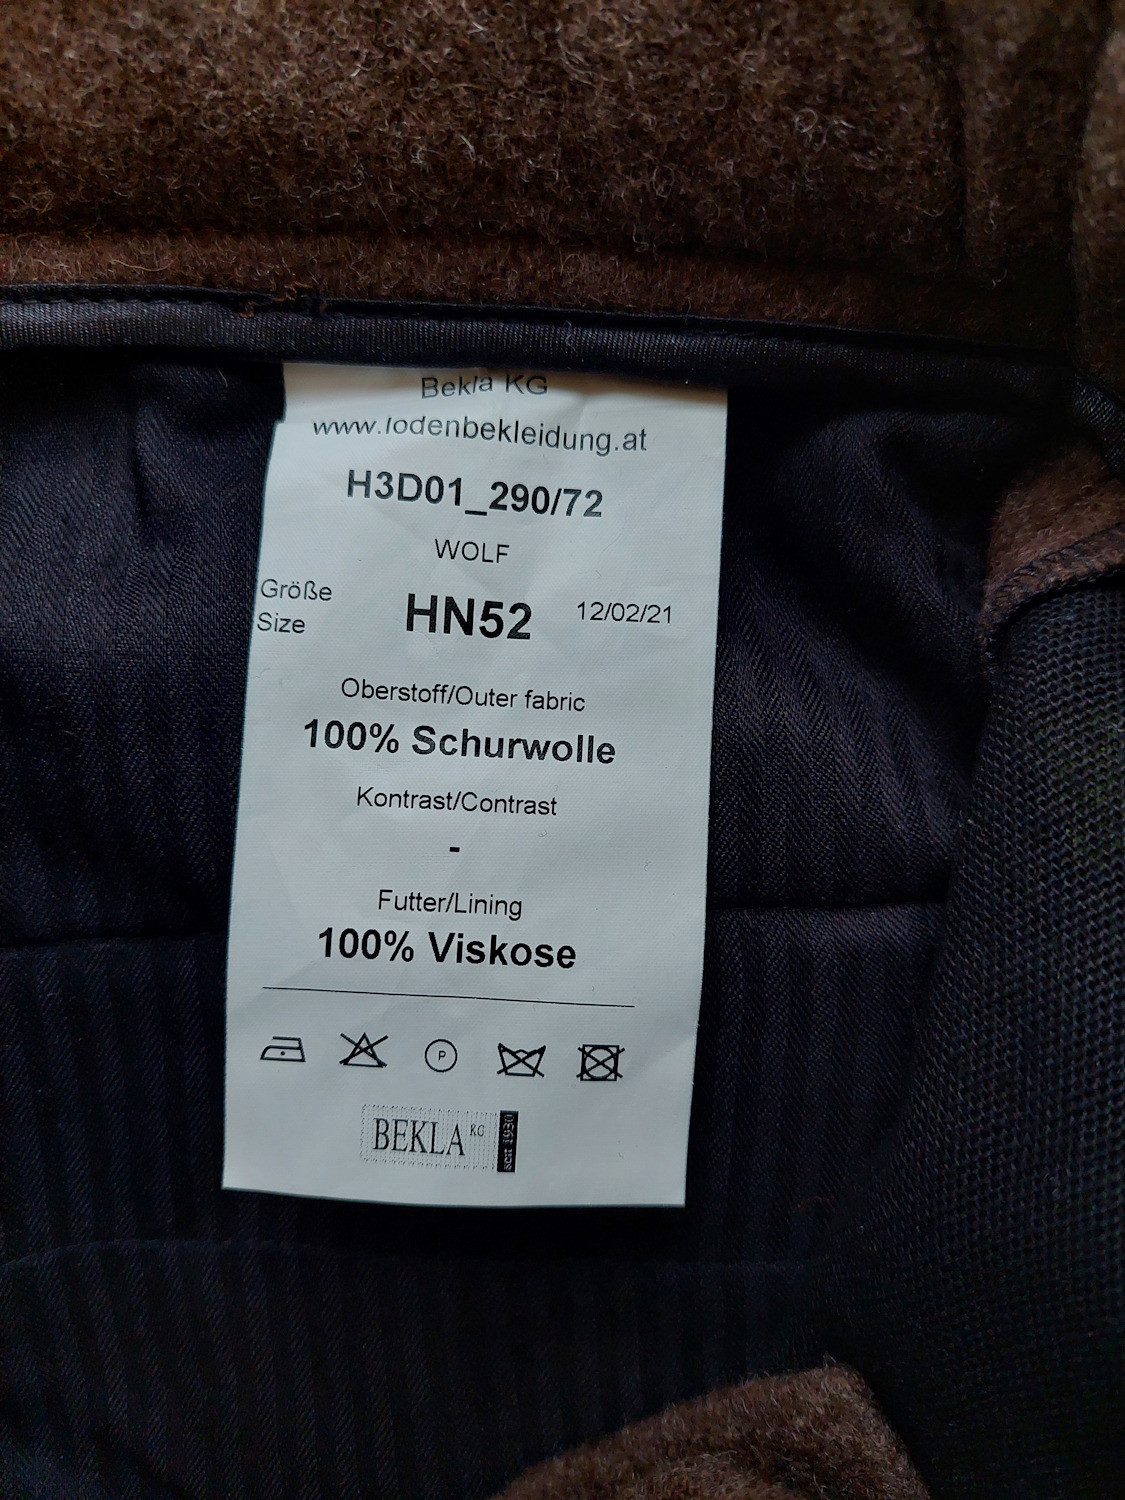 Bekla KG
www.lodenbekleidung.at
H3D01_290/72
WOLF
Größe
Size
HN52
12/02/21
Oberstoff/Outer fabric
100% Schurwolle
Kontrast/Contrast
-
Futter/Lining
100% Viskose
P
BEKLA KG seit 1930